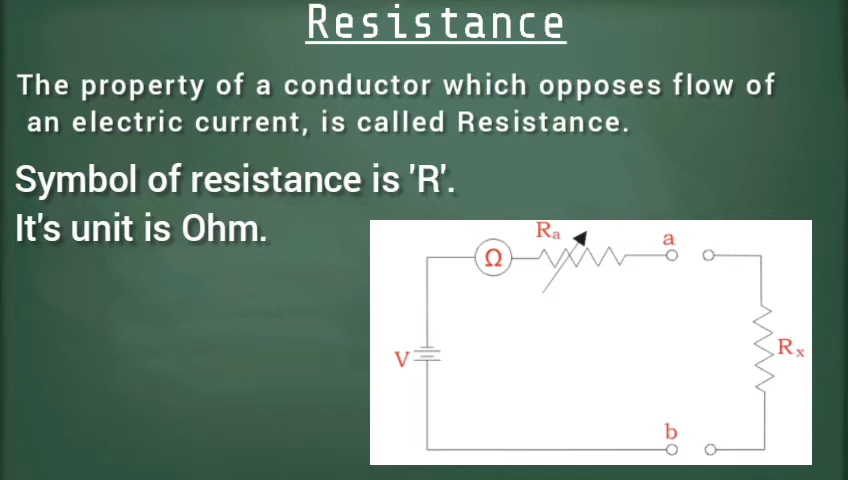 Resistance
The property of a conductor which opposes flow of
an electric current, is called Resistance.
Symbol of resistance is 'R'.
It's unit is Ohm.
Ra
a
Ω
V
Rx
b